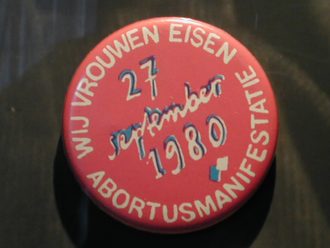 WIJ VROUWEN EISEN
27
september
1980
ABORTUSMANIFESTATIE